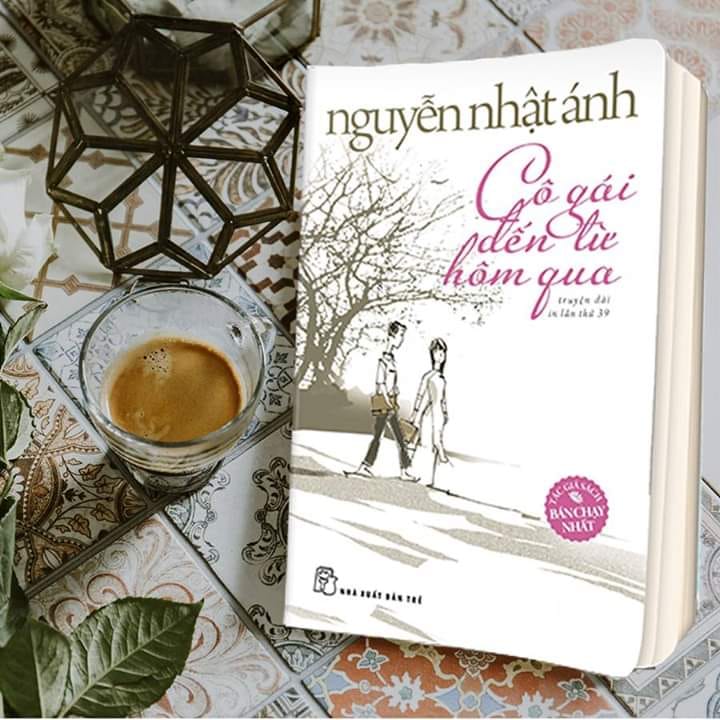 nguyễn nhật ánh
Cô gái
đến từ
hôm qua
truyện dài
in lần thứ 39
TÁC GIẢ SÁCH
BÁN CHẠY
NHẤT
NHÀ XUẤT BẢN TRẺ